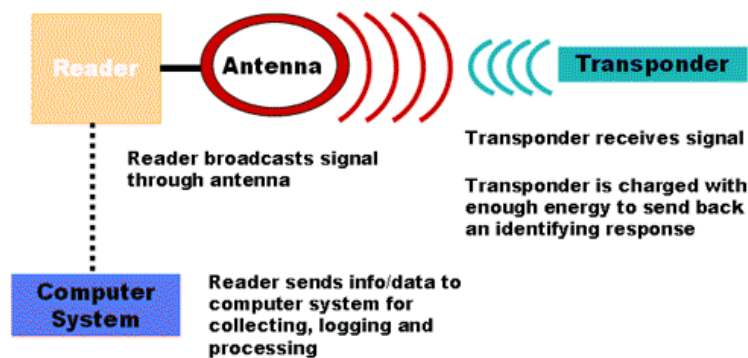 Reader
Antenna
Transponder
Reader broadcasts signal
through antenna
Transponder receives signal
Transponder is charged with
enough energy to send back
an identifying response
Computer
System
Reader sends info/data to
computer system for
collecting, logging and
processing